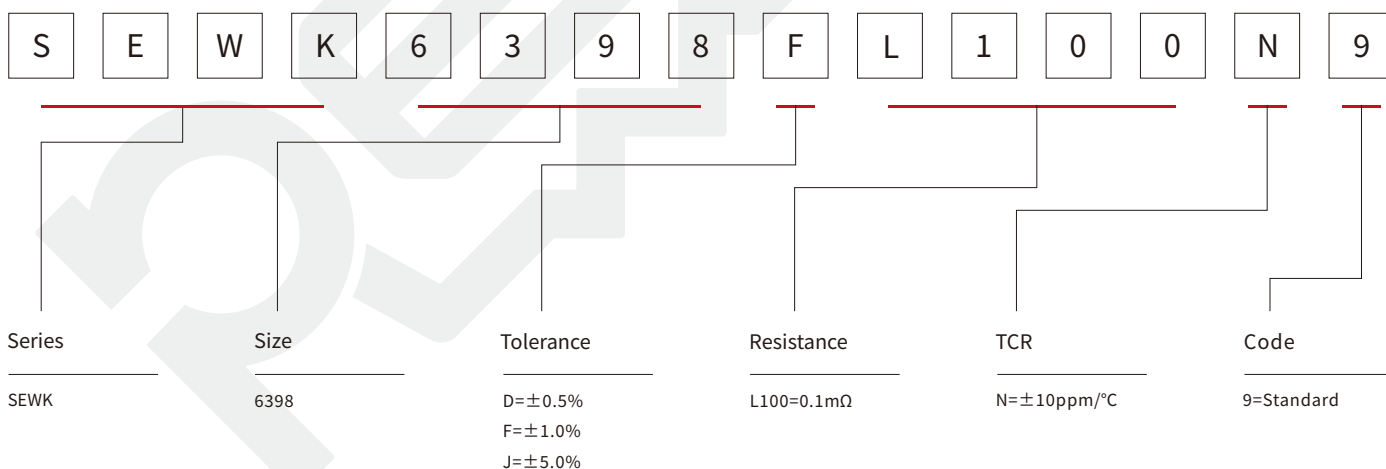 S E W K 6 3 9 8 F L 1 0 0 N 9
Series Size Tolerance Resistance TCR Code
SEWK 6398 D=±0.5% L100=0.1mΩ N=±10ppm/℃ 9=Standard
F=±1.0%
J=±5.0%